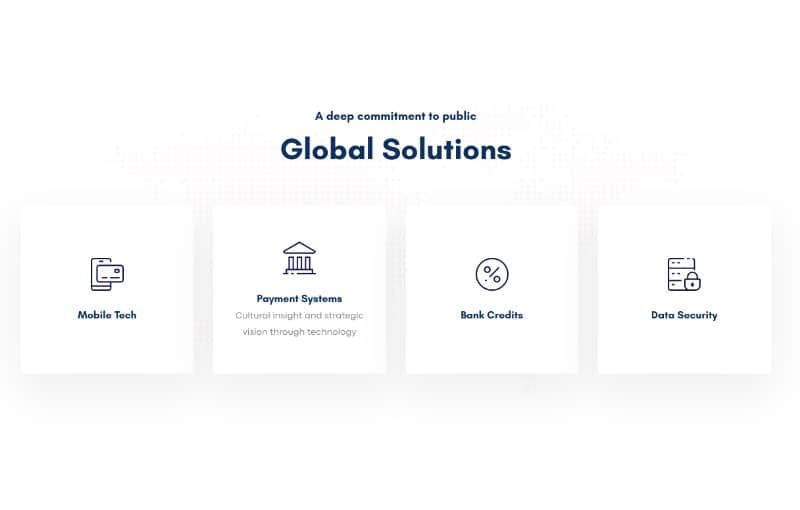 A deep commitment to public
Global Solutions
Mobile Tech
Payment Systems
Cultural insight and strategic
vision through technology
Bank Credits
Data Security